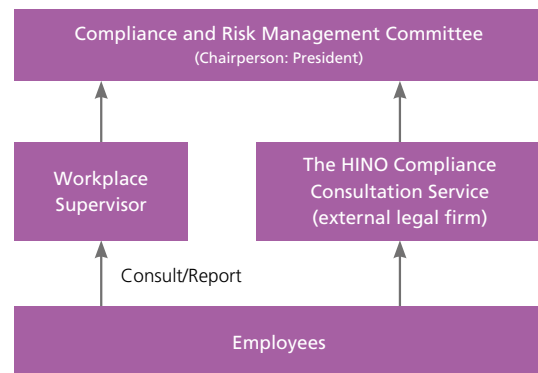 Compliance and Risk Management Committee
(Chairperson: President)
Workplace
Supervisor
The HINO Compliance
Consultation Service
(external legal firm)
Consult/Report
Employees